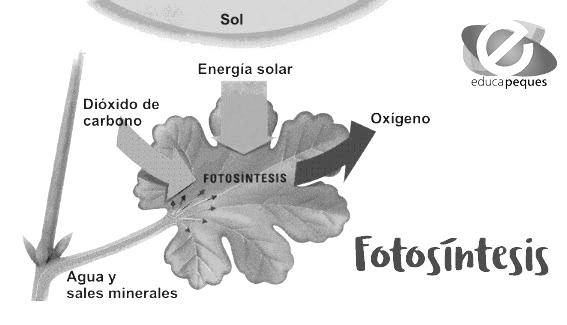 Sol
Energía solar
educapeques
Dióxido de
carbono
Oxígeno
FOTOSÍNTESIS
Fotosíntesis
Agua y
sales minerales